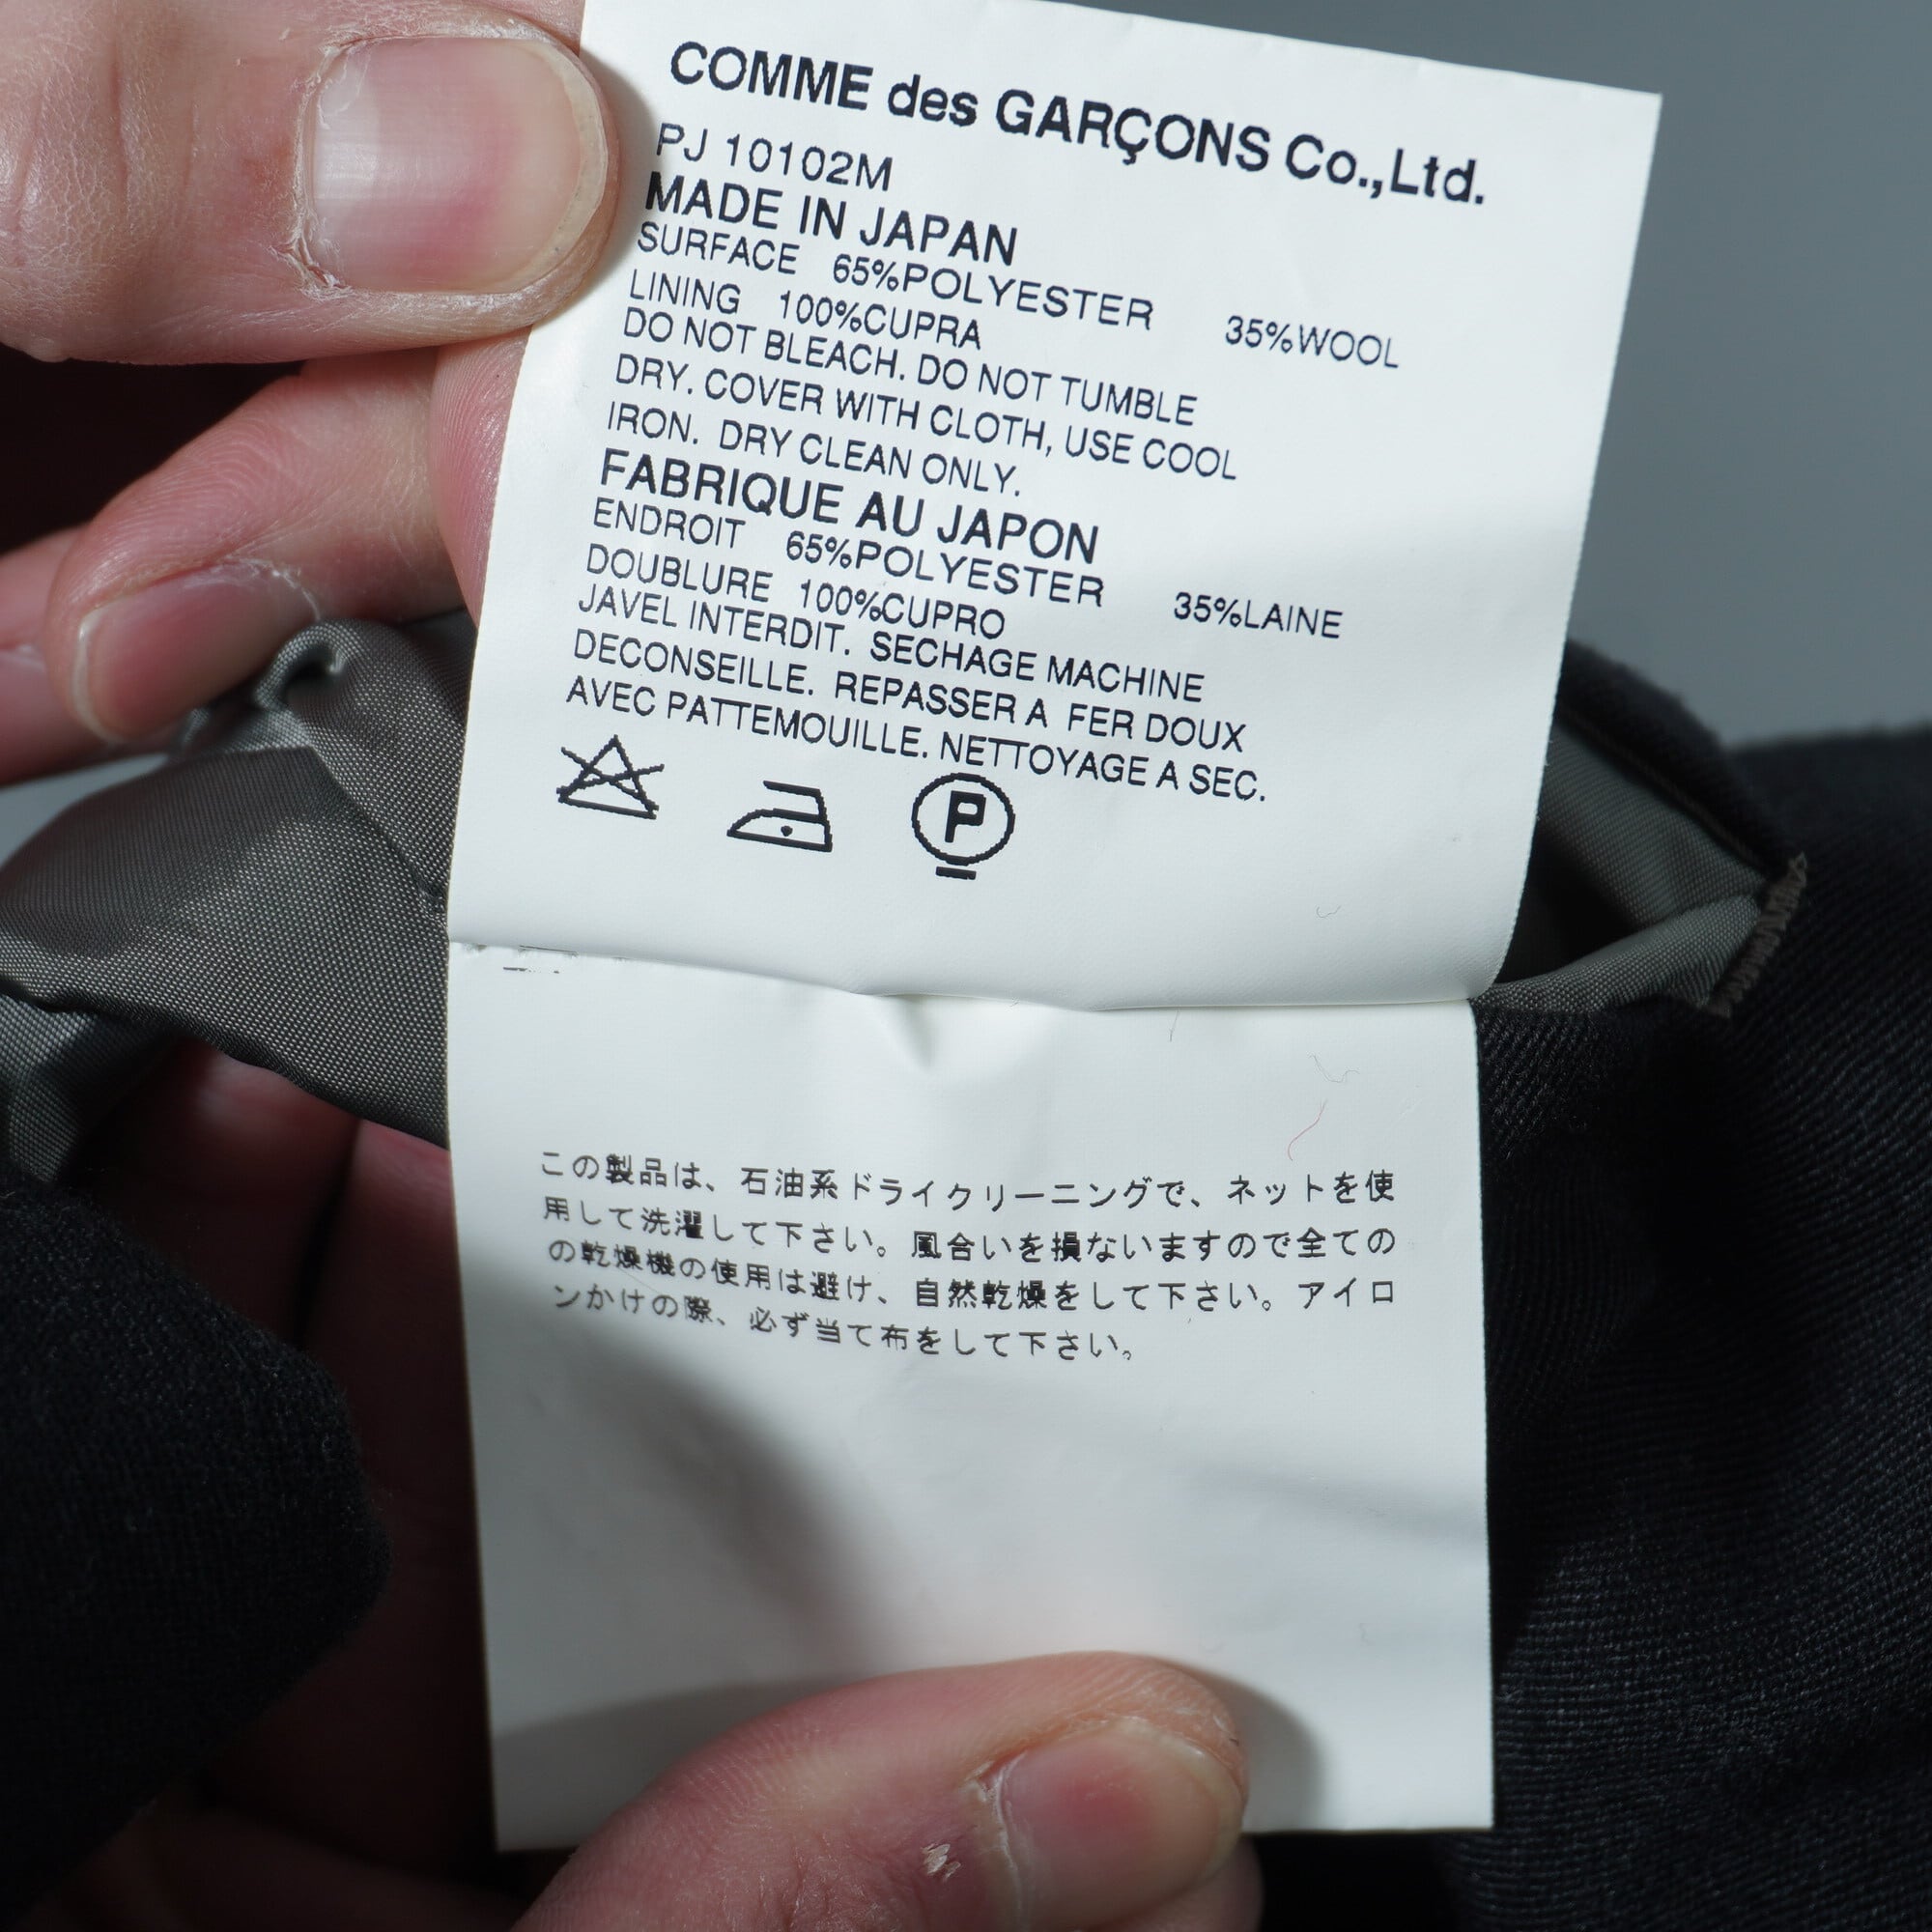 COMME des GARÇONS Co.,Ltd.
PJ 10102M
MADE IN JAPAN
SURFACE 65%POLYESTER 35%WOOL
LINING 100%CUPRA
DO NOT BLEACH. DO NOT TUMBLE
DRY. COVER WITH CLOTH, USE COOL
IRON. DRY CLEAN ONLY.
FABRIQUE AU JAPON
ENDROIT 65%POLYESTER 35%LAINE
DOUBLURE 100%CUPRO
JAVEL INTERDIT. SECHAGE MACHINE
DECONSEILLE. REPASSER A FER DOUX
AVEC PATTEMOUILLE. NETTOYAGE A SEC.
P
この製品は、石油系ドライクリーニングで、ネットを使
用して洗濯して下さい。風合いを損ないますので全ての
の乾燥機の使用は避け、自然乾燥をして下さい。アイロ
ンかけの際、必ず当て布をして下さい。